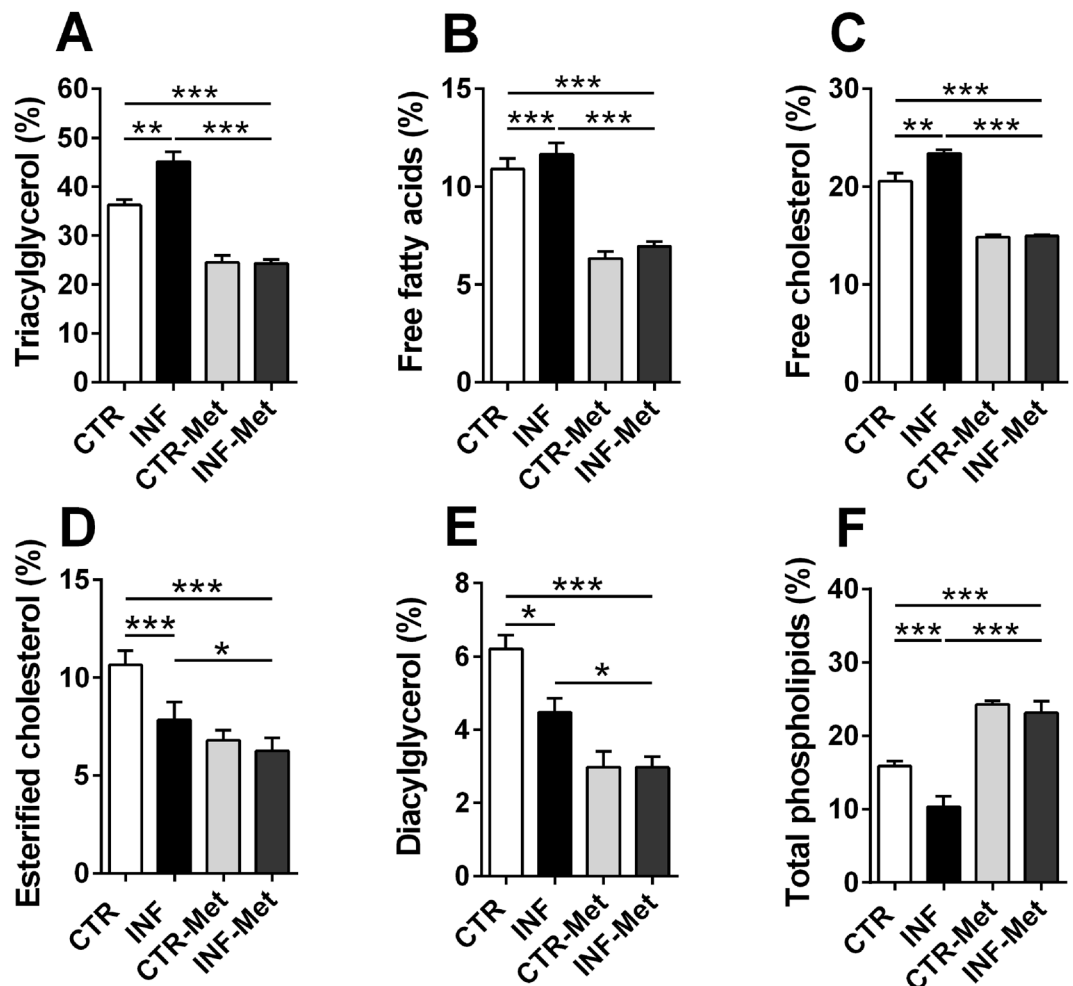 A
Triacylglycerol (%)
60
50
40
30
20
10
0
***
** ***
CTR
INF
CTR-Met
INF-Met
B
Free fatty acids (%)
15
10
5
0
***
*** ***
CTR
INF
CTR-Met
INF-Met
C
Free cholesterol (%)
30
20
10
0
***
** ***
CTR
INF
CTR-Met
INF-Met
D
Esterified cholesterol (%)
15
10
5
0
***
***
*
CTR
INF
CTR-Met
INF-Met
E
Diacylglycerol (%)
8
6
4
2
0
***
*
*
CTR
INF
CTR-Met
INF-Met
F
Total phospholipids (%)
40
30
20
10
0
***
*** ***
CTR
INF
CTR-Met
INF-Met